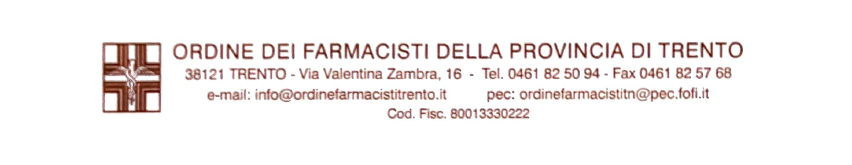 ORDINE DEI FARMACISTI DELLA PROVINCIA DI TRENTO
38121 TRENTO - Via Valentina Zambra, 16 - Tel. 0461 82 50 94 - Fax 0461 82 57 68
e-mail: info@ordinefarmacistitrento.it pec: ordinefarmacistitn@pec.fofi.it
Cod. Fisc. 80013330222